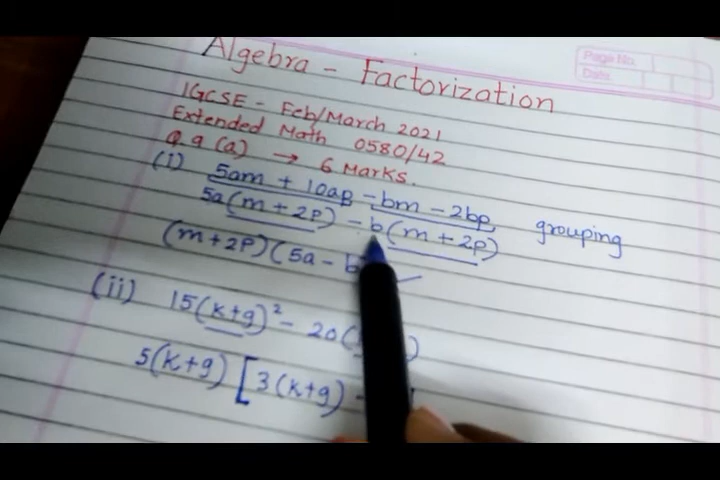 Algebra - Factorization
Page No.
Date:
IGCSE - Feb/March 2021
Extended Math 0580/42
Q.9 (a) → 6 Marks.
(i) 5am + 10ap - bm - 2bp grouping
5a(m + 2p) - b(m + 2p)
(m + 2p)(5a - b
(ii) 15(k+g)² - 20(
5(k+g) [3(k+g) -